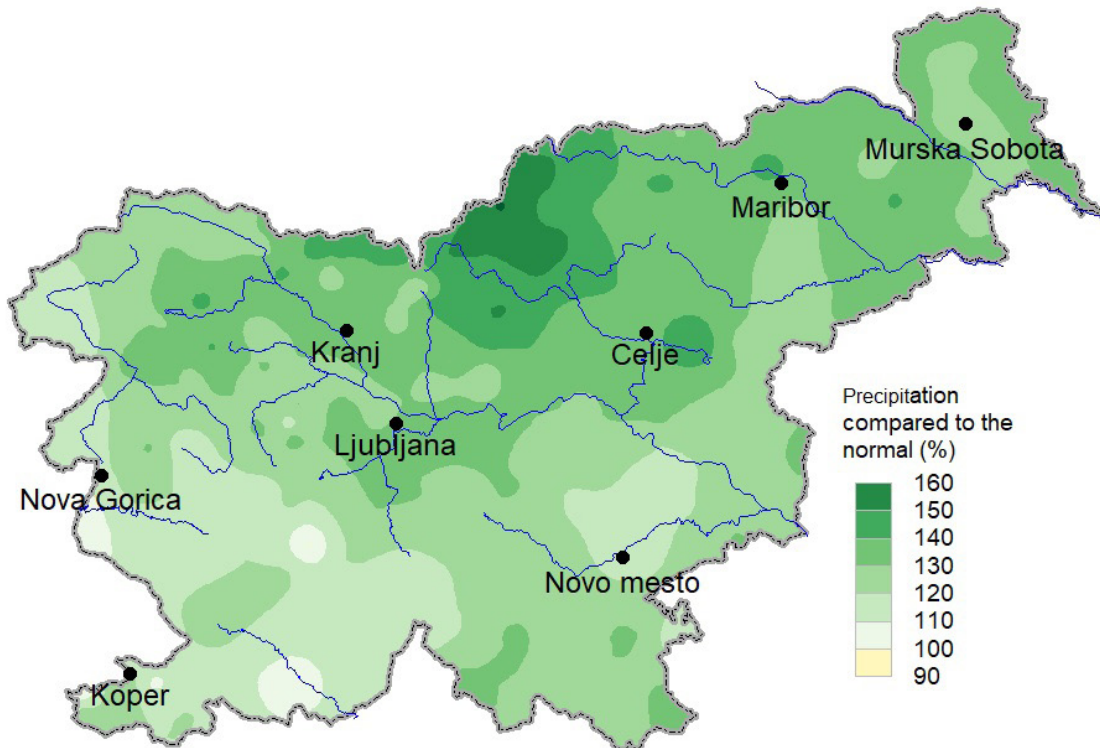 Murska Sobota
Maribor
Kranj
Celje
Ljubljana
Nova Gorica
Novo mesto
Koper
Precipitation
compared to the
normal (%)
160
150
140
130
120
110
100
90